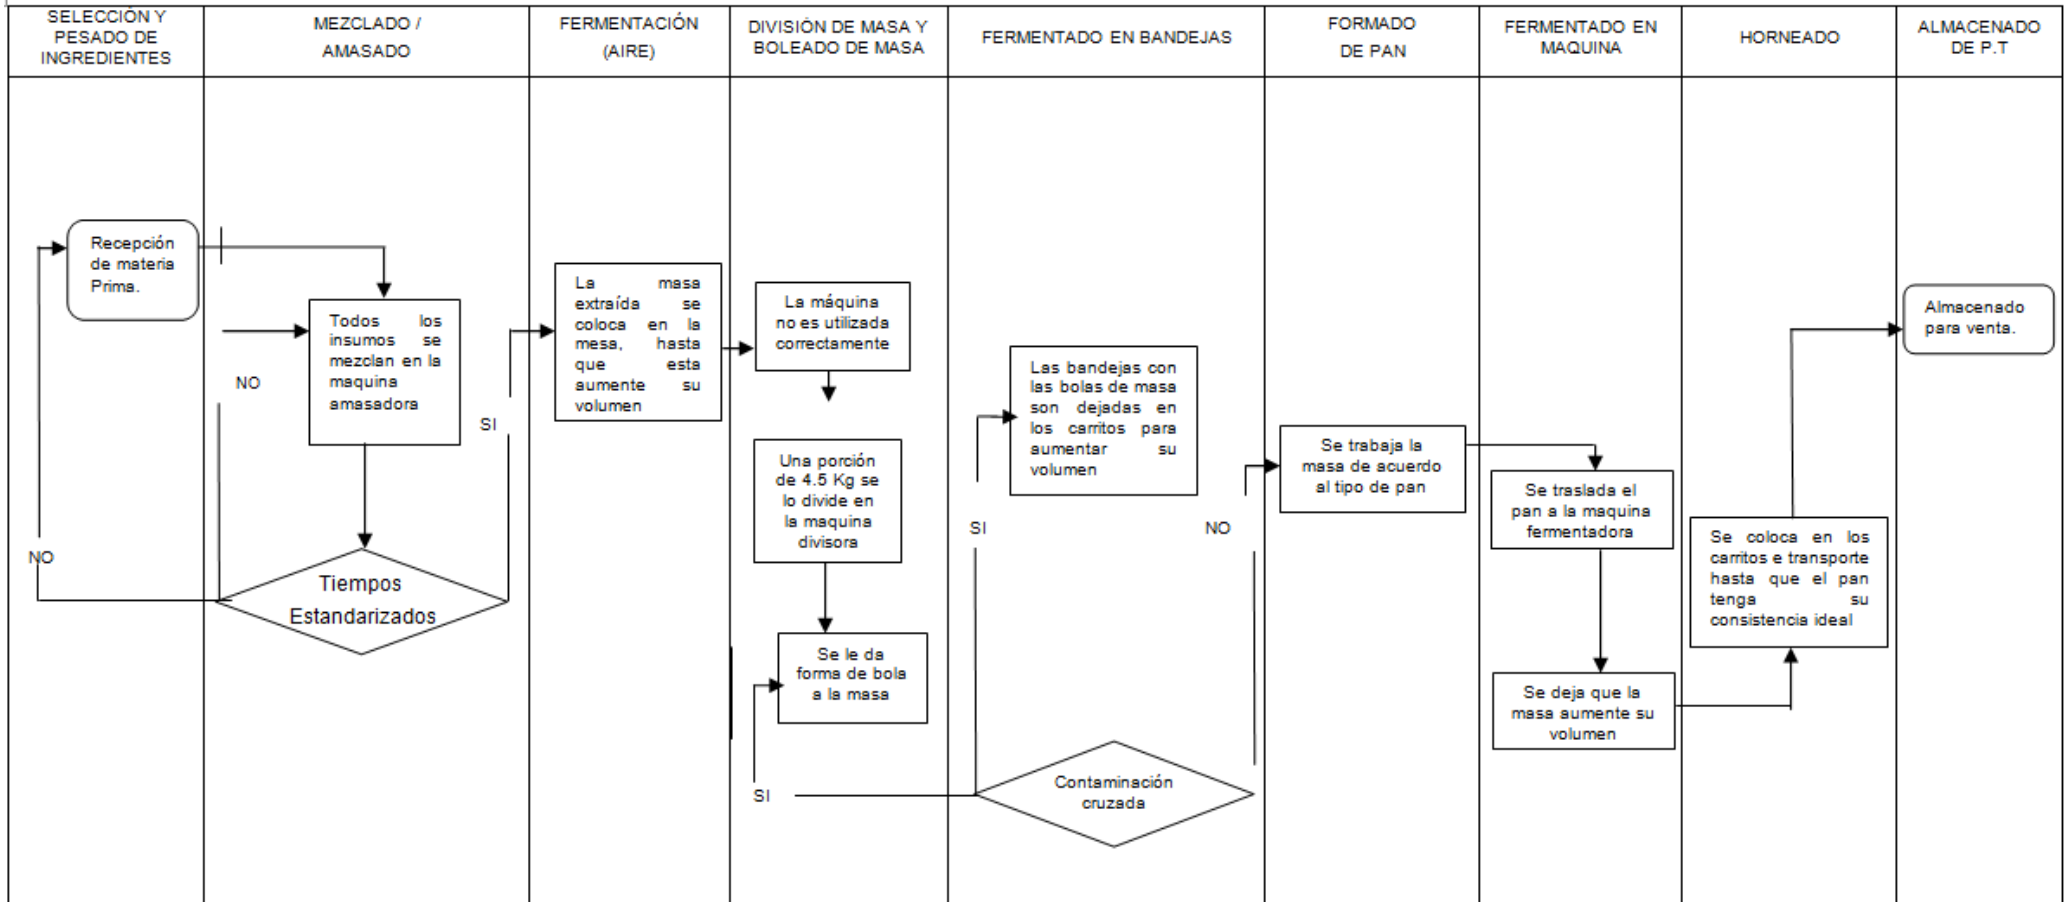 SELECCIÓN Y
PESADO DE
INGREDIENTES
MEZCLADO /
AMASADO
FERMENTACIÓN
(AIRE)
DIVISIÓN DE MASA Y
BOLEADO DE MASA
FERMENTADO EN BANDEJAS
FORMADO
DE PAN
FERMENTADO EN
MAQUINA
HORNEADO
ALMACENADO
DE P.T
Recepción
de materia
Prima.
NO
Todos los
insumos se
mezclan en la
maquina
amasadora
NO
SI
Tiempos
Estandarizados
La masa
extraída se
coloca en la
mesa, hasta
que esta
aumente su
volumen
La máquina
no es utilizada
correctamente
Una porción
de 4.5 Kg se
lo divide en
la maquina
divisora
Se le da
forma de bola
a la masa
SI
Las bandejas con
las bolas de masa
son dejadas en
los carritos para
aumentar su
volumen
SI
NO
Contaminación
cruzada
Se trabaja la
masa de acuerdo
al tipo de pan
Se traslada el
pan a la maquina
fermentadora
Se deja que la
masa aumente su
volumen
Se coloca en los
carritos e transporte
hasta que el pan
tenga su
consistencia ideal
Almacenado
para venta.